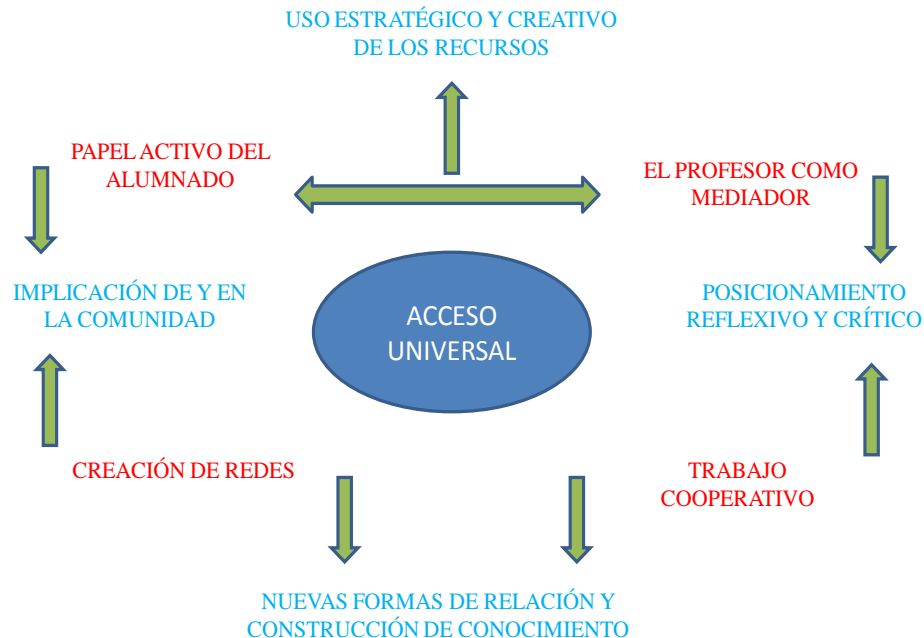 USO ESTRATÉGICO Y CREATIVO
DE LOS RECURSOS
PAPEL ACTIVO DEL
ALUMNADO
EL PROFESOR COMO
MEDIADOR
IMPLICACIÓN DE Y EN
LA COMUNIDAD
ACCESO
UNIVERSAL
POSICIONAMIENTO
REFLEXIVO Y CRÍTICO
CREACIÓN DE REDES
TRABAJO
COOPERATIVO
NUEVAS FORMAS DE RELACIÓN Y
CONSTRUCCIÓN DE CONOCIMIENTO